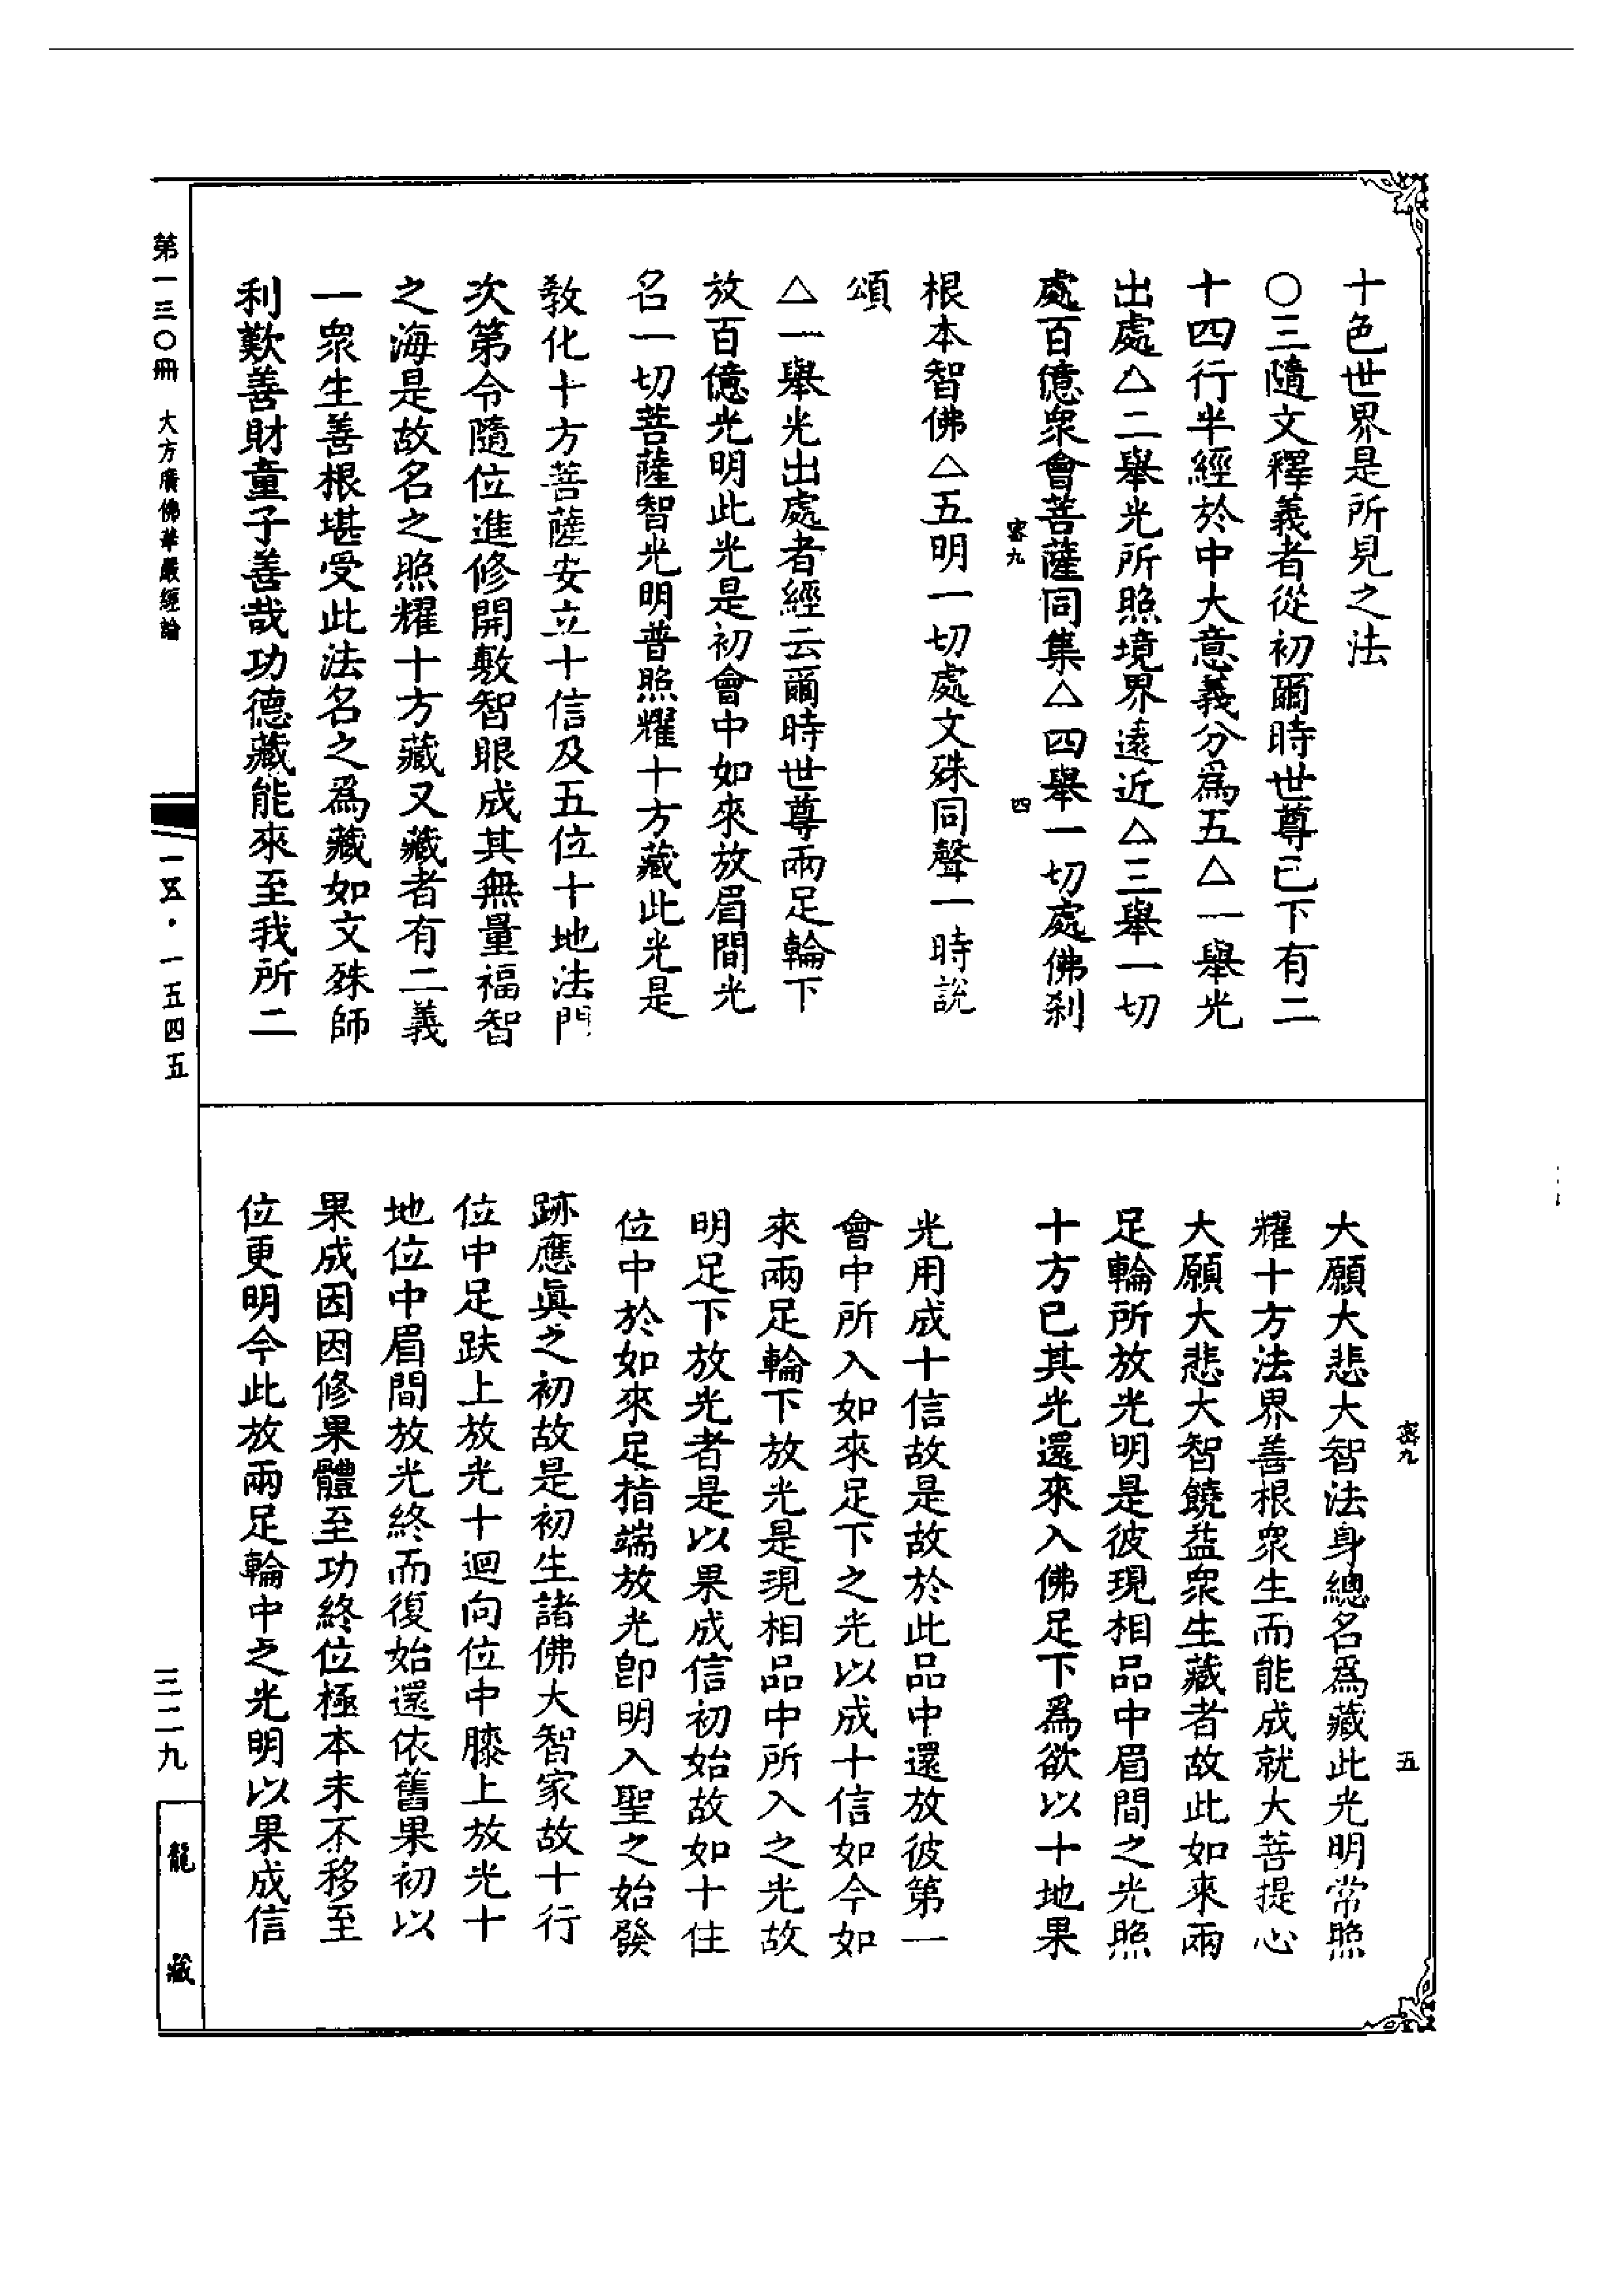 十色世界是所見之法
○三隨文釋義者從初爾時世尊已下有二
十四行半經於中大意義分爲五△一舉光
出處△二舉光所照境界遠近△三舉一切
處百億衆會菩薩同集△四舉一切處佛刹
密九 四
根本智佛△五明一切處文殊同聲一時說
頌
△一舉光出處者經云爾時世尊兩足輪下
放百億光明此光是初會中如來放眉間光
名一切菩薩智光明普照耀十方藏此光是
敎化十方菩薩安立十信及五位十地法門
次第令隨位進修開敷智眼成其無量福智
之海是故名之照耀十方藏又藏者有二義
一衆生善根堪受此法名之爲藏如文殊師
利歎善財童子善哉功德藏能來至我所二
密九 五
大願大悲大智法身總名爲藏此光明常照
耀十方法界善根衆生而能成就大菩提心
大願大悲大智饒益衆生藏者故此如來兩
足輪所放光明是彼現相品中眉間之光照
十方已其光還來入佛足下爲欲以十地果
光用成十信故是故於此品中還放彼第一
會中所入如來足下之光以成十信如今如
來兩足輪下放光是現相品中所入之光故
明足下放光者是以果成信初始故如十住
位中於如來足指端放光卽明入聖之始發
跡應眞之初故是初生諸佛大智家故十行
位中足趺上放光十迴向位中膝上放光十
地位中眉間放光終而復始還依舊果初以
果成因因修果體至功終位極本末不移至
位更明今此放兩足輪中之光明以果成信
第一三〇冊 大方廣佛華嚴經論
一五·一五四五
三二九
龍藏